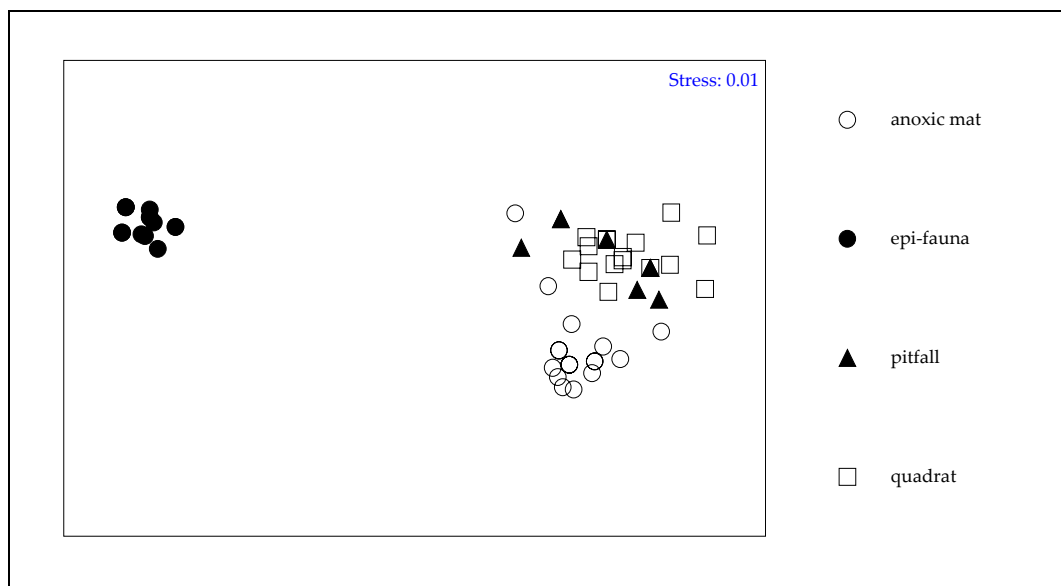 Stress: 0.01
anoxic mat
epi-fauna
pitfall
quadrat